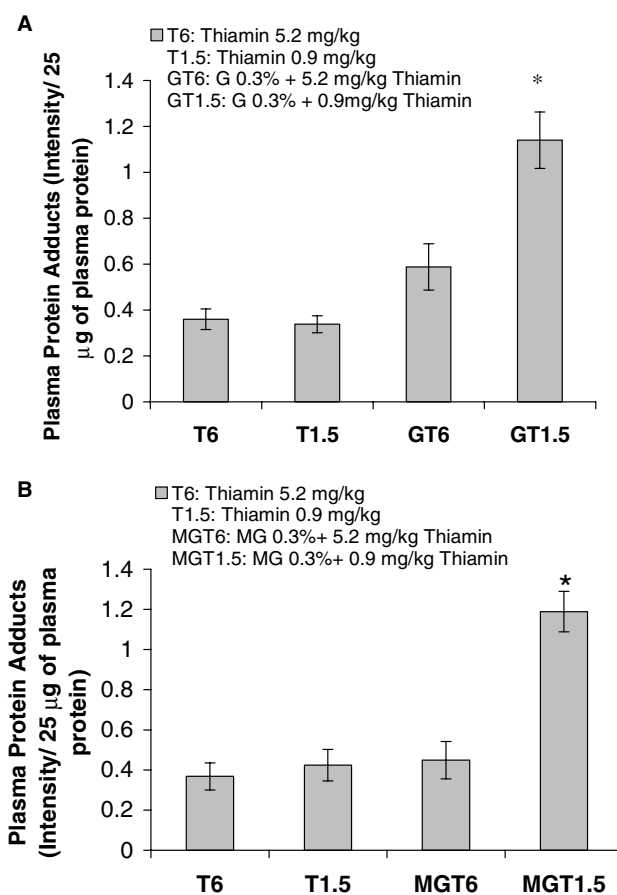 A
T6: Thiamin 5.2 mg/kg
T1.5: Thiamin 0.9 mg/kg
GT6: G 0.3% + 5.2 mg/kg Thiamin
GT1.5: G 0.3% + 0.9mg/kg Thiamin
Plasma Protein Adducts (Intensity/ 25
µg of plasma protein)
1.4
1.2
1
0.8
0.6
0.4
0.2
0
*
T6 T1.5 GT6 GT1.5
B
T6: Thiamin 5.2 mg/kg
T1.5: Thiamin 0.9 mg/kg
MGT6: MG 0.3%+ 5.2 mg/kg Thiamin
MGT1.5: MG 0.3%+ 0.9 mg/kg Thiamin
Plasma Protein Adducts
(Intensity/ 25 µg of plasma
protein)
1.4
1.2
1
0.8
0.6
0.4
0.2
0
*
T6 T1.5 MGT6 MGT1.5